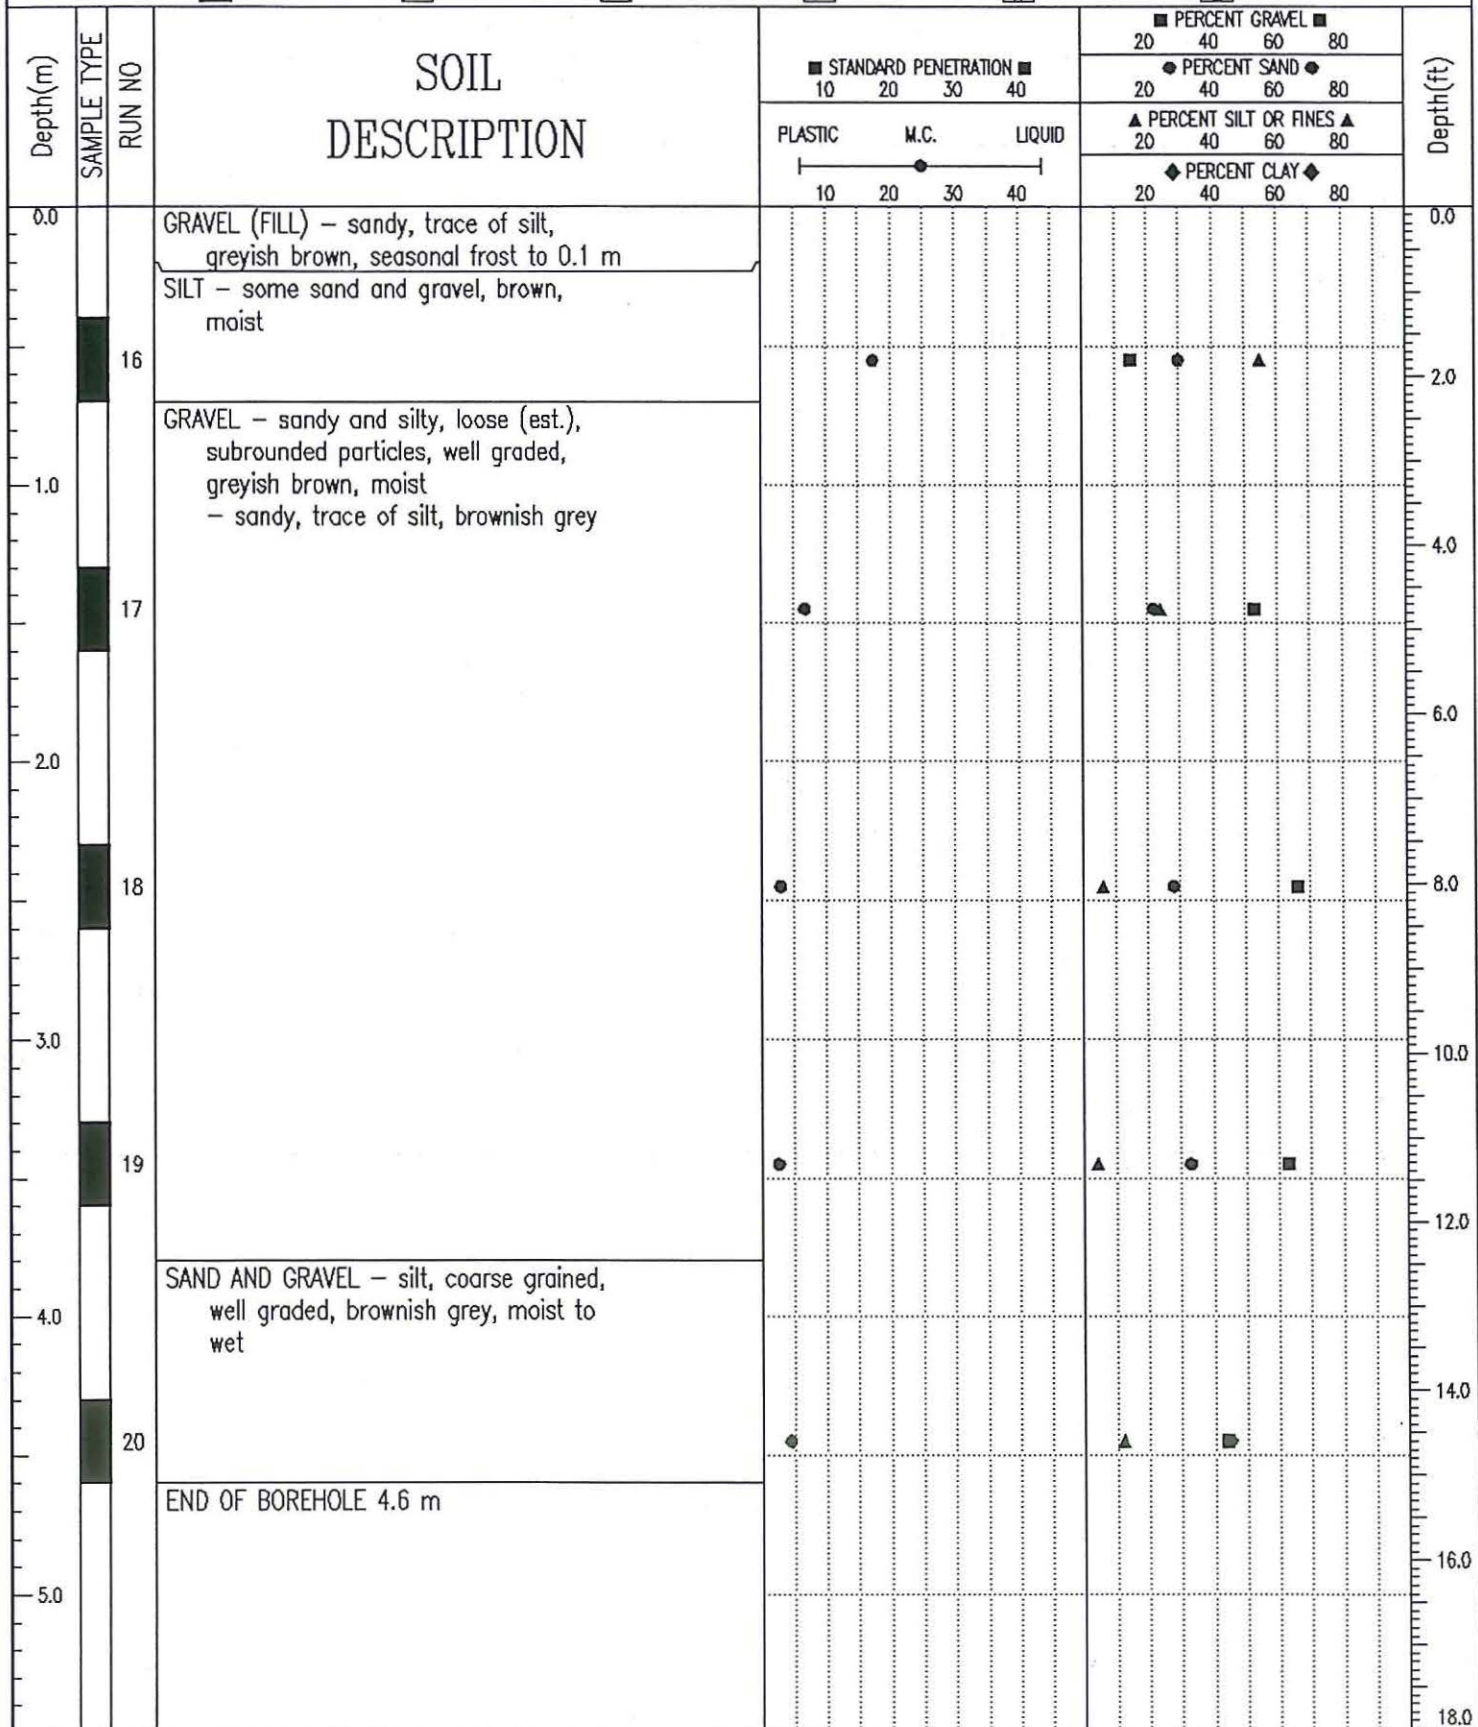 Depth(m)
SAMPLE TYPE
RUN NO
SOIL
DESCRIPTION
■ STANDARD PENETRATION ■
10 20 30 40
PLASTIC M.C. LIQUID
10 20 30 40
■ PERCENT GRAVEL ■
20 40 60 80
● PERCENT SAND ●
20 40 60 80
▲ PERCENT SILT OR FINES ▲
20 40 60 80
◆ PERCENT CLAY ◆
20 40 60 80
Depth(ft)
0.0
GRAVEL (FILL) – sandy, trace of silt,
greyish brown, seasonal frost to 0.1 m
0.0
SILT – some sand and gravel, brown,
moist
16
2.0
GRAVEL – sandy and silty, loose (est.),
subrounded particles, well graded,
1.0
greyish brown, moist
– sandy, trace of silt, brownish grey
4.0
17
6.0
2.0
18
8.0
3.0
10.0
19
12.0
SAND AND GRAVEL – silt, coarse grained,
well graded, brownish grey, moist to
wet
4.0
14.0
20
END OF BOREHOLE 4.6 m
16.0
5.0
18.0